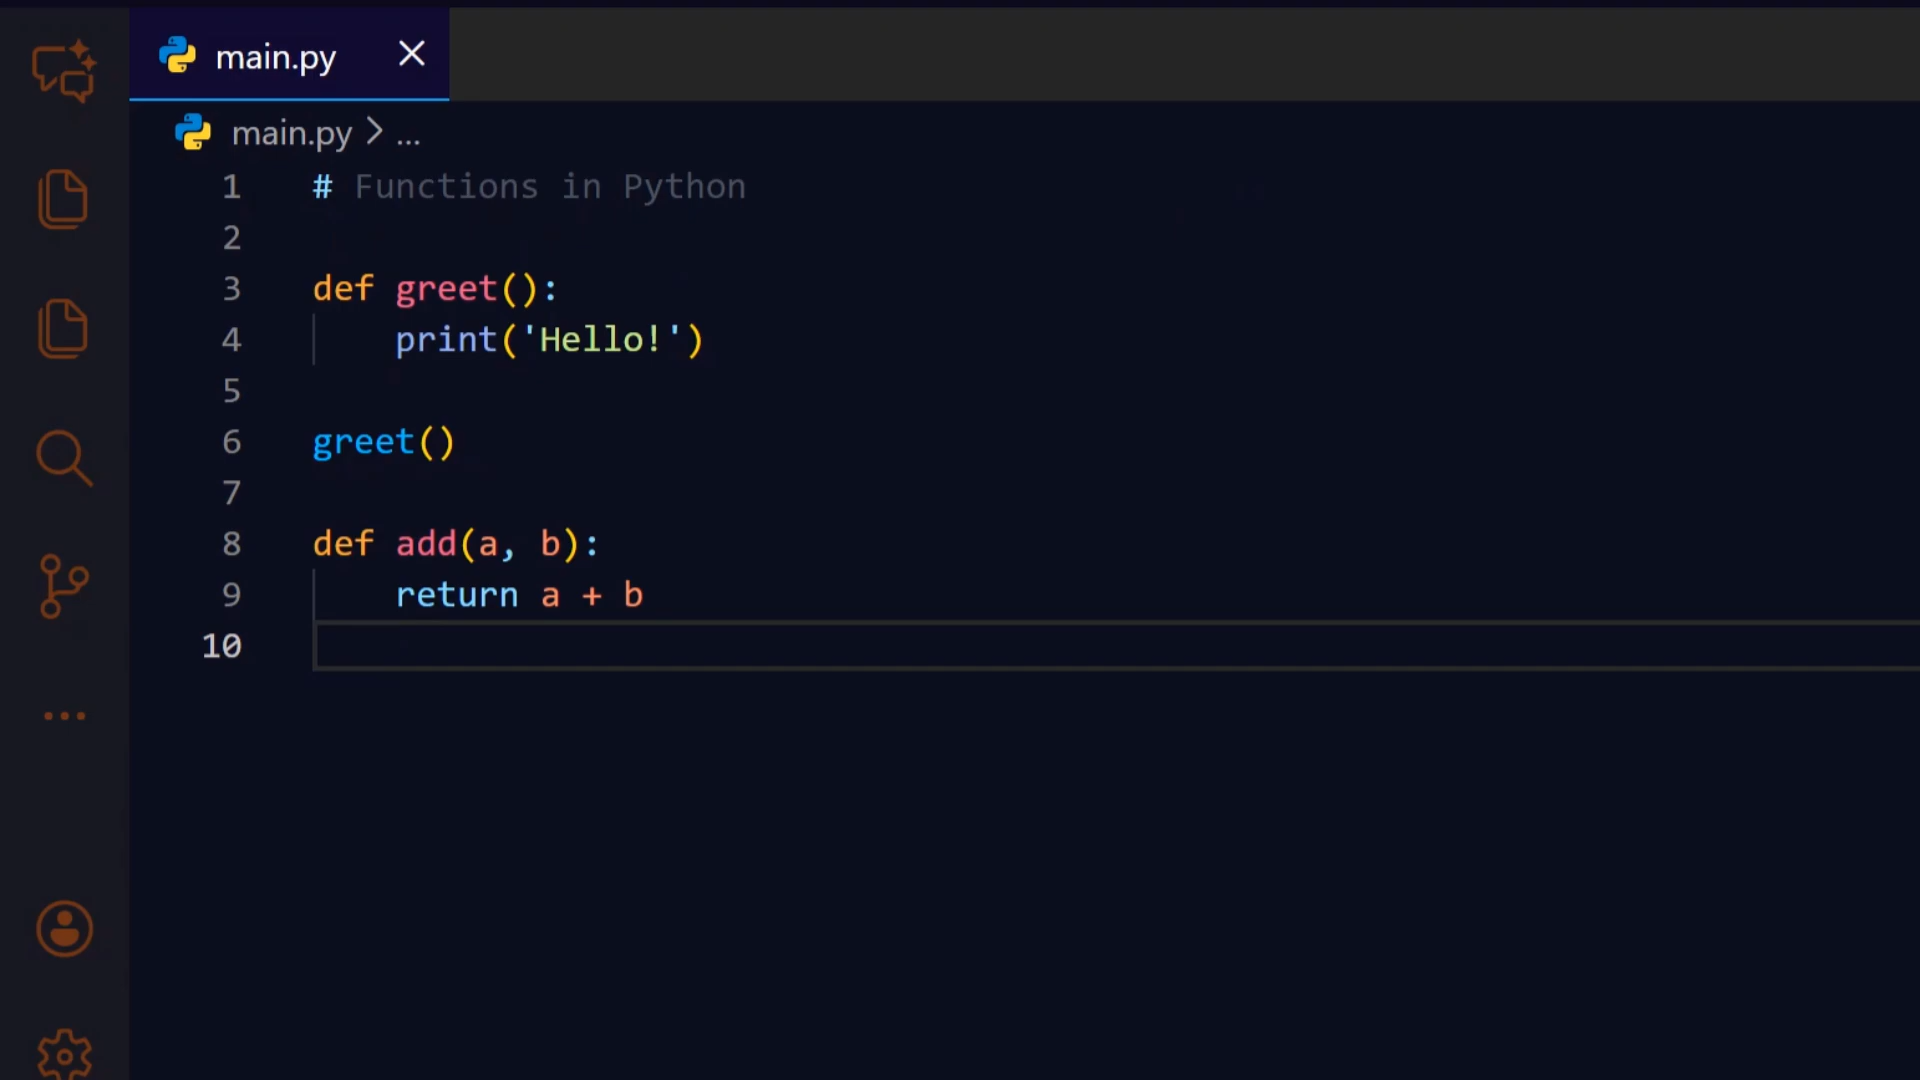 main.py
main.py > ...
1 # Functions in Python
2
3 def greet():
4     print('Hello!')
5
6 greet()
7
8 def add(a, b):
9     return a + b
10